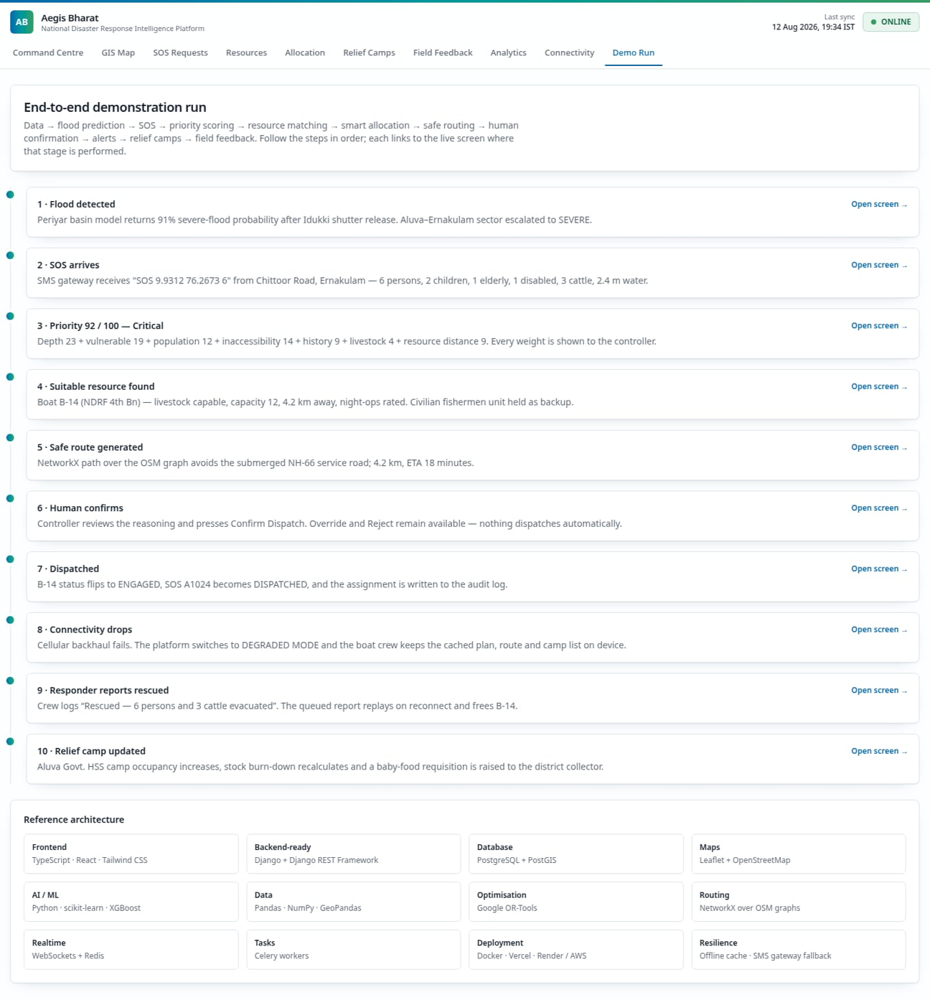 AB
Aegis Bharat
National Disaster Response Intelligence Platform
Last sync
12 Aug 2026, 19:34 IST
ONLINE
Command Centre
GIS Map
SOS Requests
Resources
Allocation
Relief Camps
Field Feedback
Analytics
Connectivity
Demo Run
End-to-end demonstration run
Data → flood prediction → SOS → priority scoring → resource matching → smart allocation → safe routing → human
confirmation → alerts → relief camps → field feedback. Follow the steps in order; each links to the live screen where
that stage is performed.
1 · Flood detected
Open screen →
Periyar basin model returns 91% severe-flood probability after Idukki shutter release. Aluva–Ernakulam sector escalated to SEVERE.
2 · SOS arrives
Open screen →
SMS gateway receives "SOS 9.9312 76.2673 6" from Chittoor Road, Ernakulam — 6 persons, 2 children, 1 elderly, 1 disabled, 3 cattle, 2.4 m water.
3 · Priority 92 / 100 — Critical
Open screen →
Depth 23 + vulnerable 19 + population 12 + inaccessibility 14 + history 9 + livestock 4 + resource distance 9. Every weight is shown to the controller.
4 · Suitable resource found
Open screen →
Boat B-14 (NDRF 4th Bn) — livestock capable, capacity 12, 4.2 km away, night-ops rated. Civilian fishermen unit held as backup.
5 · Safe route generated
Open screen →
NetworkX path over the OSM graph avoids the submerged NH-66 service road; 4.2 km, ETA 18 minutes.
6 · Human confirms
Open screen →
Controller reviews the reasoning and presses Confirm Dispatch. Override and Reject remain available — nothing dispatches automatically.
7 · Dispatched
Open screen →
B-14 status flips to ENGAGED, SOS A1024 becomes DISPATCHED, and the assignment is written to the audit log.
8 · Connectivity drops
Open screen →
Cellular backhaul fails. The platform switches to DEGRADED MODE and the boat crew keeps the cached plan, route and camp list on device.
9 · Responder reports rescued
Open screen →
Crew logs “Rescued — 6 persons and 3 cattle evacuated”. The queued report replays on reconnect and frees B-14.
10 · Relief camp updated
Open screen →
Aluva Govt. HSS camp occupancy increases, stock burn-down recalculates and a baby-food requisition is raised to the district collector.
Reference architecture
Frontend
TypeScript · React · Tailwind CSS
Backend-ready
Django + Django REST Framework
Database
PostgreSQL + PostGIS
Maps
Leaflet + OpenStreetMap
AI / ML
Python · scikit-learn · XGBoost
Data
Pandas · NumPy · GeoPandas
Optimisation
Google OR-Tools
Routing
NetworkX over OSM graphs
Realtime
WebSockets + Redis
Tasks
Celery workers
Deployment
Docker · Vercel · Render / AWS
Resilience
Offline cache · SMS gateway fallback